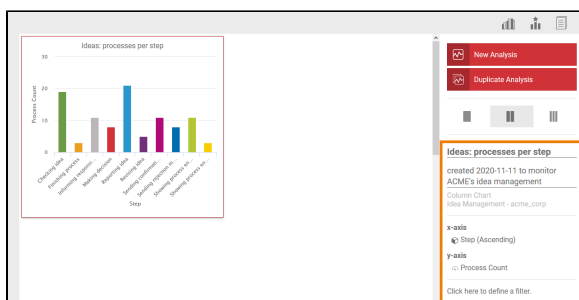 Ideas: processes per step
30
20
10
0
Process Count
Checking idea
Finishing process
Informing respons...
Making decision
Reporting idea
Revising idea
Sending confirmati...
Sending rejection m...
Showing process an...
Showing process en...
Step
New Analysis
Duplicate Analysis
Ideas: processes per step
created 2020-11-11 to monitor
ACME's idea management
Column Chart
Idea Management - acme_corp
x-axis
Step (Ascending)
y-axis
Process Count
Click here to define a filter.